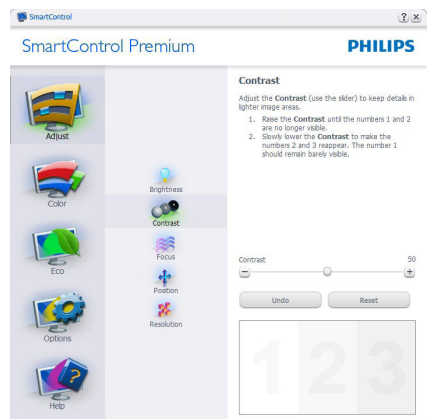 SmartControl
SmartControl Premium
PHILIPS
Adjust
Color
Eco
Options
Help
Brightness
Contrast
Focus
Position
Resolution
Contrast
Adjust the Contrast (use the slider) to keep details in
lighter image areas.
1. Raise the Contrast until the numbers 1 and 2
are no longer visible.
2. Slowly lower the Contrast to make the
numbers 2 and 3 reappear. The number 1
should remain barely visible.
Contrast 50
Undo Reset
1 2 3